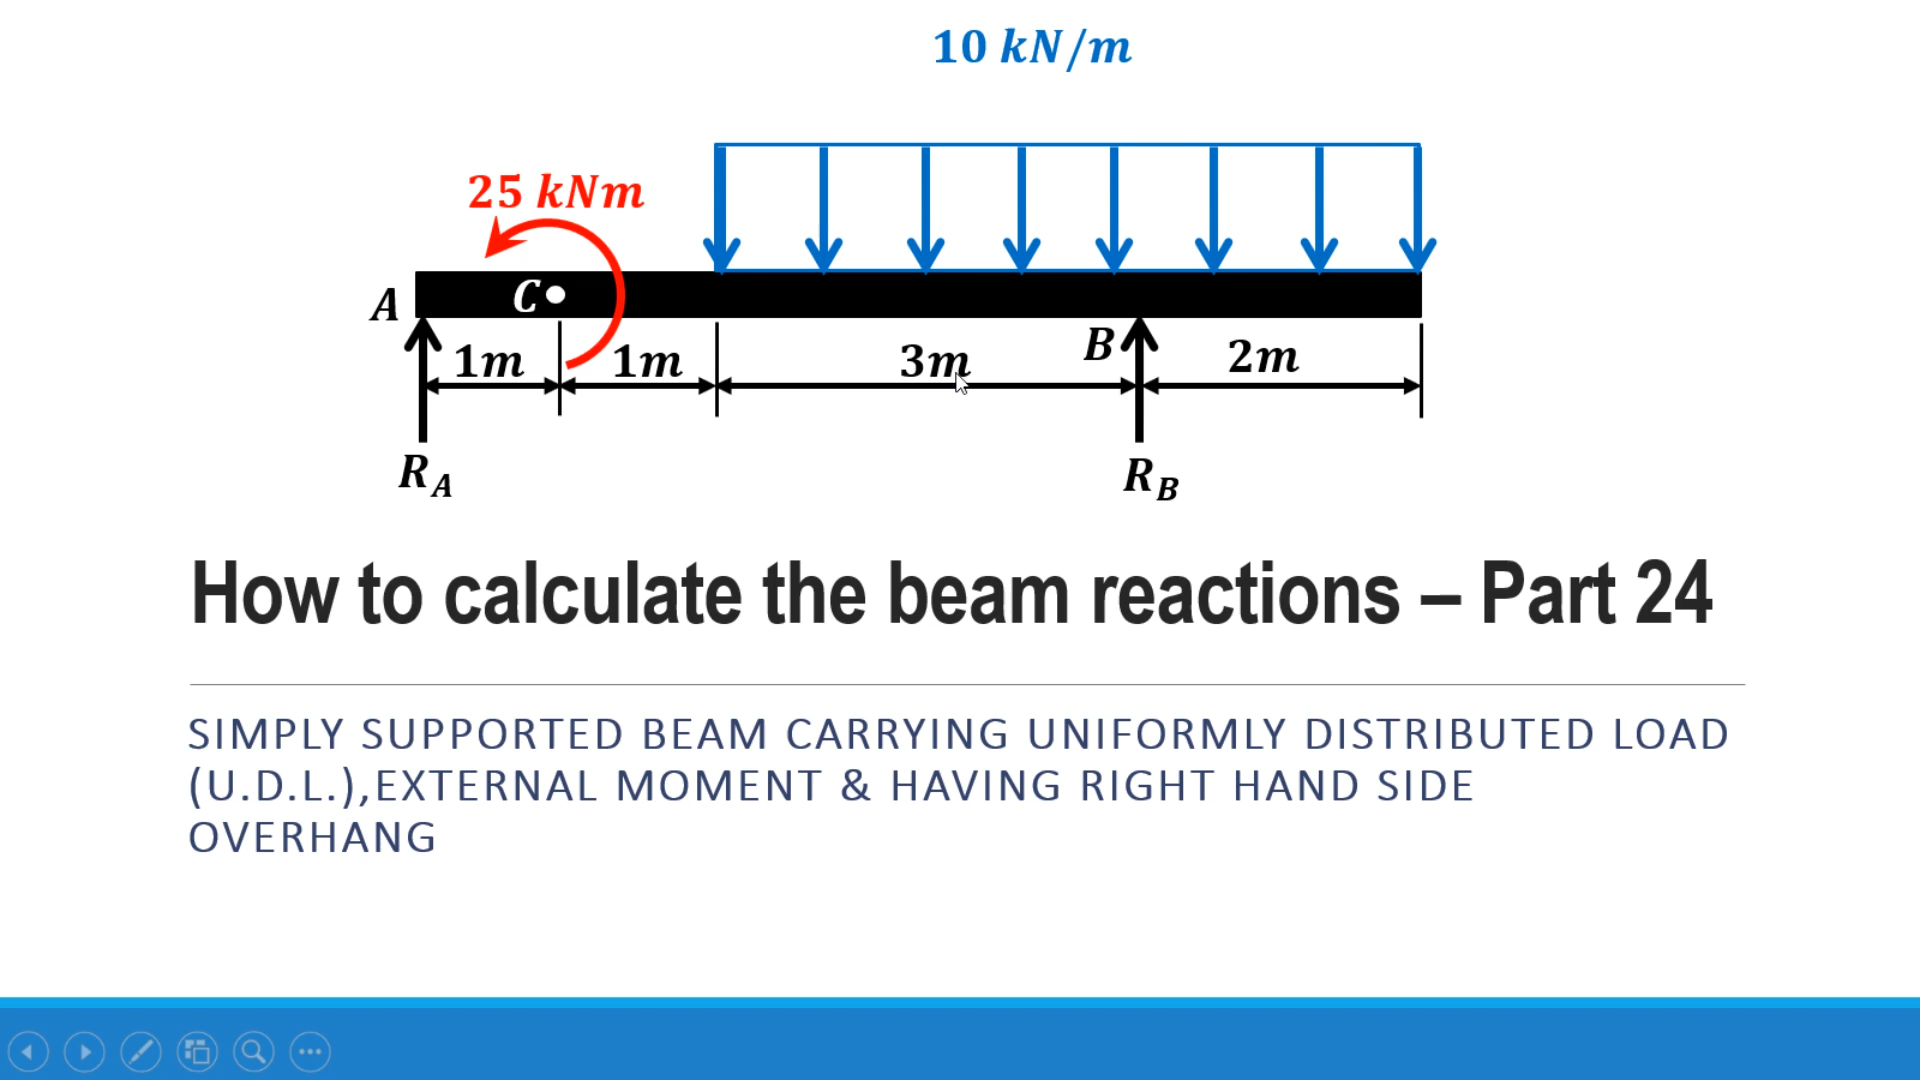 10 kN/m
25 kNm
A
C
1m
1m
3m
B
2m
R_A
R_B
How to calculate the beam reactions – Part 24
SIMPLY SUPPORTED BEAM CARRYING UNIFORMLY DISTRIBUTED LOAD
(U.D.L.),EXTERNAL MOMENT & HAVING RIGHT HAND SIDE
OVERHANG